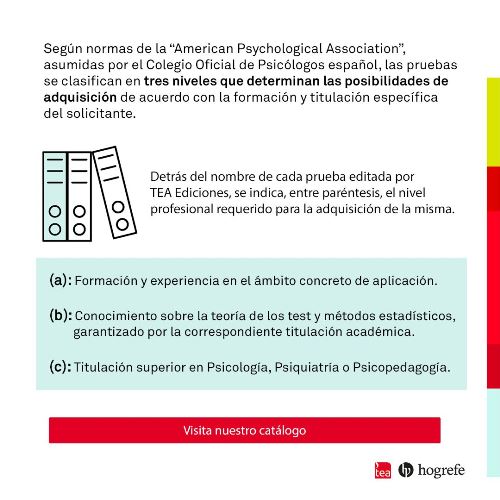 Según normas de la “American Psychological Association”,
asumidas por el Colegio Oficial de Psicólogos español, las pruebas
se clasifican en tres niveles que determinan las posibilidades de
adquisición de acuerdo con la formación y titulación específica
del solicitante.
Detrás del nombre de cada prueba editada por
TEA Ediciones, se indica, entre paréntesis, el nivel
profesional requerido para la adquisición de la misma.
(a): Formación y experiencia en el ámbito concreto de aplicación.
(b): Conocimiento sobre la teoría de los test y métodos estadísticos,
garantizado por la correspondiente titulación académica.
(c): Titulación superior en Psicología, Psiquiatría o Psicopedagogía.
Visita nuestro catálogo
tea hogrefe